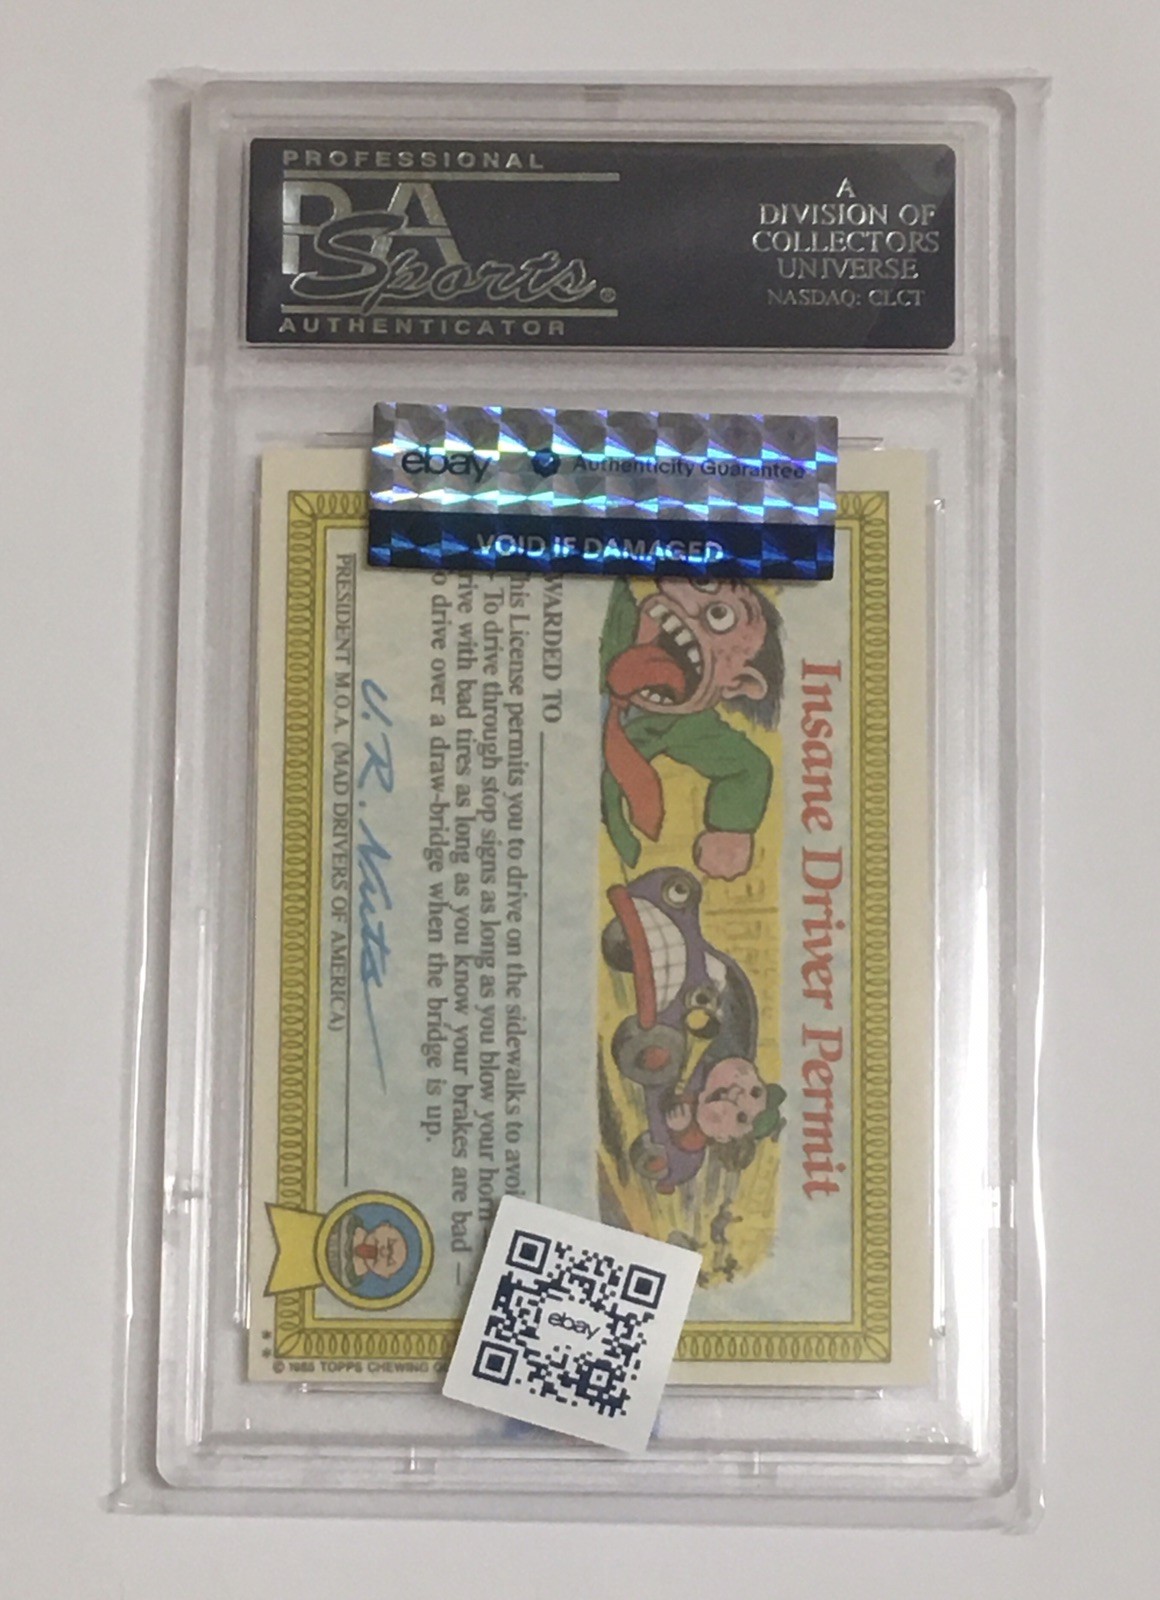 PROFESSIONAL
PSA
Sports®
AUTHENTICATOR
A
DIVISION OF
COLLECTORS
UNIVERSE
NASDAQ: CLCT
ebay Authenticity Guarantee
VOID IF DAMAGED
Insane Driver Permit
WARDED TO
his License permits you to drive on the sidewalks to avoi
To drive through stop signs as long as you blow your horn
rive with bad tires as long as you know your brakes are bad —
o drive over a draw-bridge when the bridge is up.
U. R. Nuts
PRESIDENT M.O.A. (MAD DRIVERS OF AMERICA)
** © 1985 TOPPS CHEWING
ebay